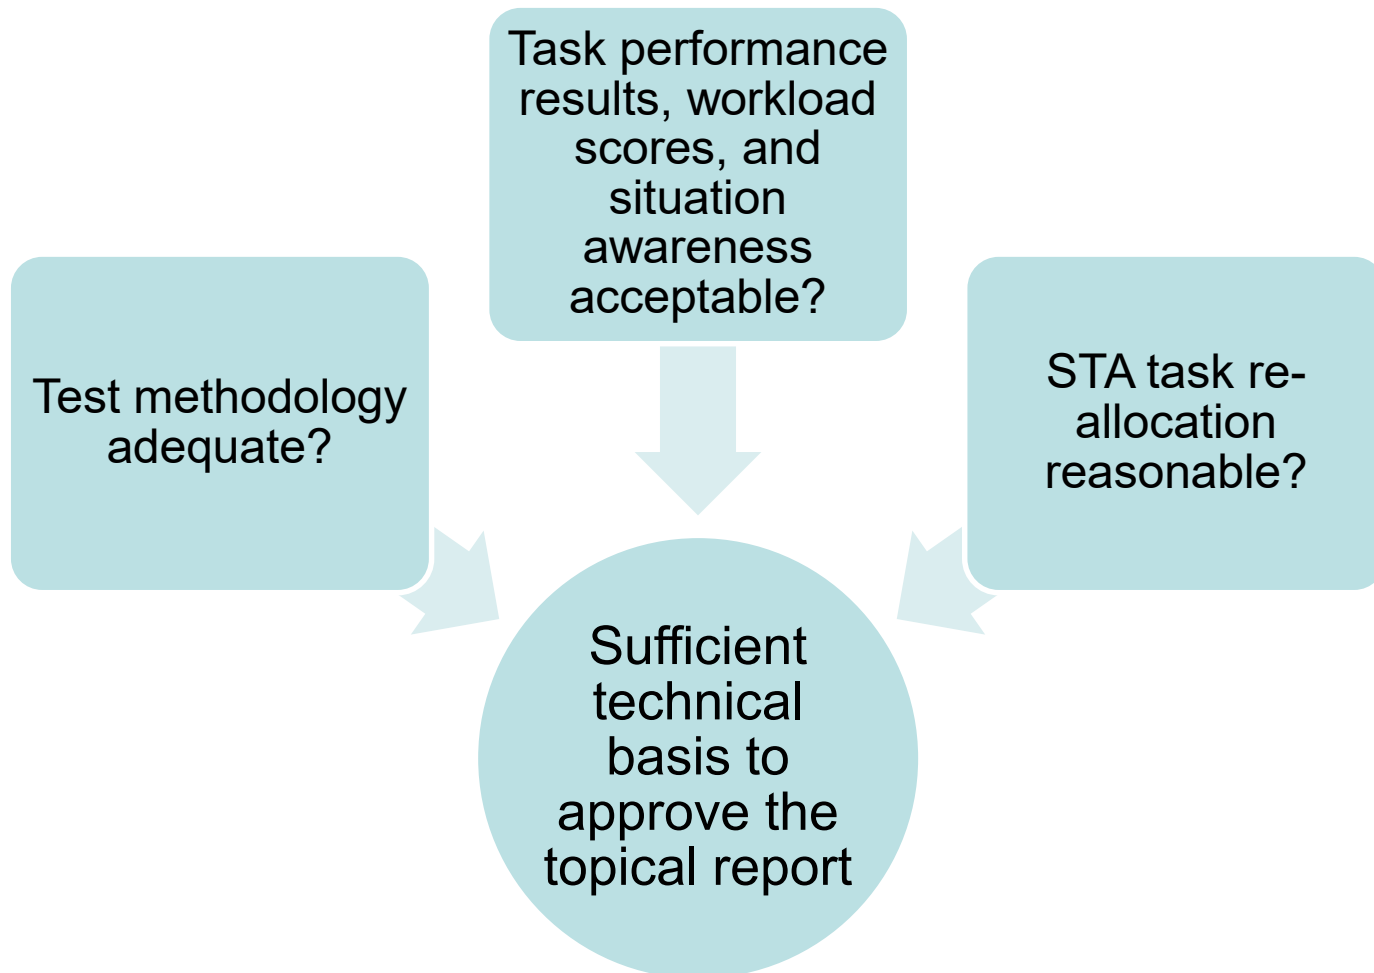 Task performance
results, workload
scores, and
situation
awareness
acceptable?
Test methodology
adequate?
STA task re-
allocation
reasonable?
Sufficient
technical
basis to
approve the
topical report